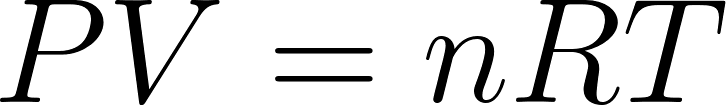 PV = nRT